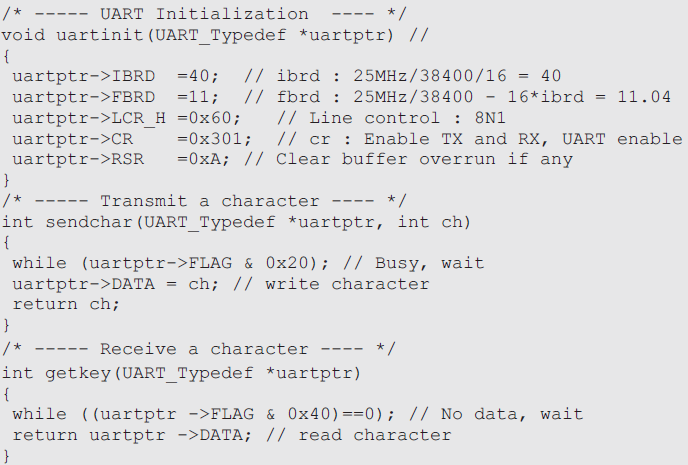 /* ----- UART Initialization  ---- */
void uartinit(UART_Typedef *uartptr) //
{
 uartptr->IBRD  =40;  // ibrd : 25MHz/38400/16 = 40
 uartptr->FBRD  =11;  // fbrd : 25MHz/38400 - 16*ibrd = 11.04
 uartptr->LCR_H =0x60;   // Line control : 8N1
 uartptr->CR    =0x301;  // cr : Enable TX and RX, UART enable
 uartptr->RSR   =0xA; // Clear buffer overrun if any
}
/* ----- Transmit a character ---- */
int sendchar(UART_Typedef *uartptr, int ch)
{
 while (uartptr->FLAG & 0x20); // Busy, wait
 uartptr->DATA = ch; // write character
 return ch;
}
/* ----- Receive a character ---- */
int getkey(UART_Typedef *uartptr)
{
 while ((uartptr ->FLAG & 0x40)==0); // No data, wait
 return uartptr ->DATA; // read character
}